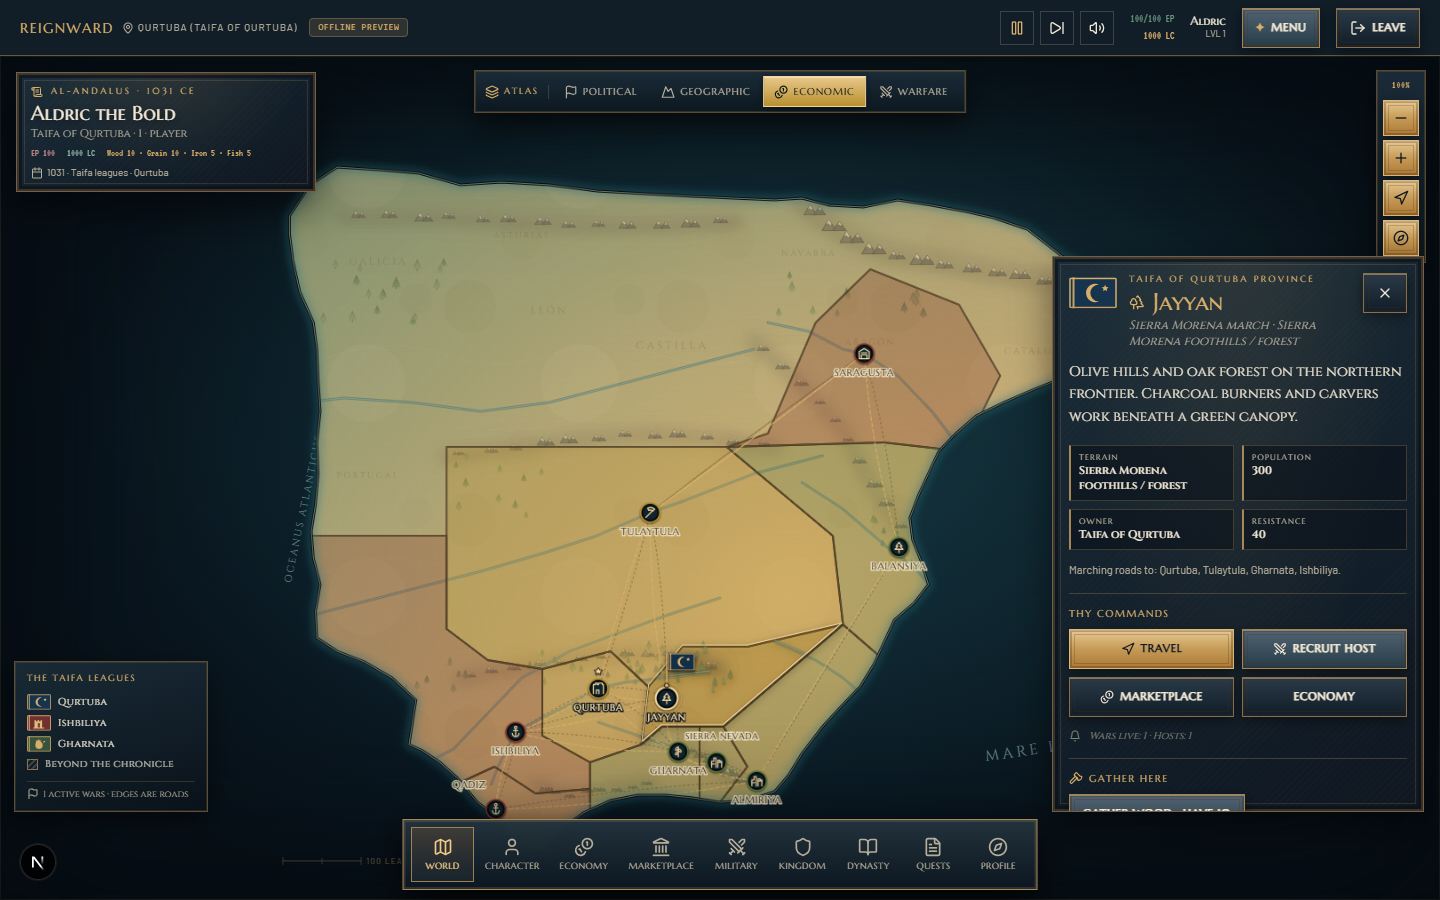 REIGNWARD
QURTUBA (TAIFA OF QURTUBA)
OFFLINE PREVIEW
100/100 EP
1000 LC
ALDRIC
LVL 1
MENU
LEAVE
AL-ANDALUS · 1031 CE
ALDRIC THE BOLD
TAIFA OF QURTUBA · I · PLAYER
EP 100 1000 LC Wood 10 · Grain 10 · Iron 5 · Fish 5
1031 · Taifa leagues · Qurtuba
ATLAS
POLITICAL
GEOGRAPHIC
ECONOMIC
WARFARE
100%
ASTURIAS
GALICIA
NAVARRA
LEÓN
CASTILLA
SARAGUSTA
PORTUGAL
OCEANUS ATLANTICUS
TULAYTULA
BALANSIYA
QURTUBA
JAYYAN
ISHBILIYA
SIERRA NEVADA
GHARNATA
ALMIRIYA
QADIZ
MARE
100 LEA
THE TAIFA LEAGUES
QURTUBA
ISHBILIYA
GHARNATA
BEYOND THE CHRONICLE
1 ACTIVE WARS · EDGES ARE ROADS
TAIFA OF QURTUBA PROVINCE
JAYYAN
SIERRA MORENA MARCH · SIERRA
MORENA FOOTHILLS / FOREST
OLIVE HILLS AND OAK FOREST ON THE NORTHERN
FRONTIER. CHARCOAL BURNERS AND CARVERS
WORK BENEATH A GREEN CANOPY.
TERRAIN
SIERRA MORENA
FOOTHILLS / FOREST
POPULATION
300
OWNER
TAIFA OF QURTUBA
RESISTANCE
40
Marching roads to: Qurtuba, Tulaytula, Gharnata, Ishbiliya.
THY COMMANDS
TRAVEL
RECRUIT HOST
MARKETPLACE
ECONOMY
WARS LIVE: 1 · HOSTS: 1
GATHER HERE
GATHER WOOD · HAVE 10
N
WORLD
CHARACTER
ECONOMY
MARKETPLACE
MILITARY
KINGDOM
DYNASTY
QUESTS
PROFILE